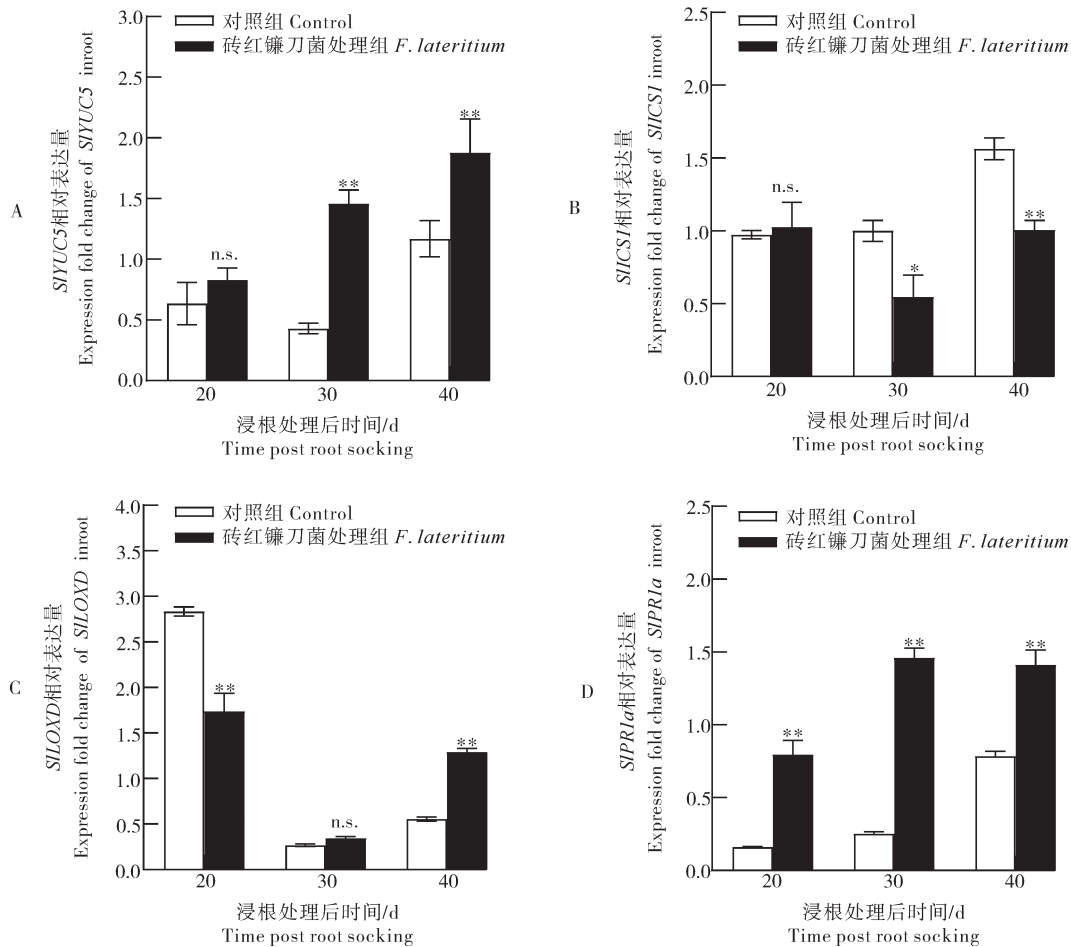 A
SlYUC5相对表达量
Expression fold change of SlYUC5 inroot
3.0
2.5
2.0
1.5
1.0
0.5
0.0
对照组 Control
砖红镰刀菌处理组 F. lateritium
n.s.
**
**
20 30 40
浸根处理后时间/d
Time post root socking
B
SlICS1相对表达量
Expression fold change of SlICS1 inroot
2.5
2.0
1.5
1.0
0.5
0.0
对照组 Control
砖红镰刀菌处理组 F. lateritium
n.s.
*
**
20 30 40
浸根处理后时间/d
Time post root socking
C
SlLOXD相对表达量
Expression fold change of SlLOXD inroot
4.0
3.5
3.0
2.5
2.0
1.5
1.0
0.5
0.0
对照组 Control
砖红镰刀菌处理组 F. lateritium
**
n.s.
**
20 30 40
浸根处理后时间/d
Time post root socking
D
SlPR1a相对表达量
Expression fold change of SlPR1a inroot
2.5
2.0
1.5
1.0
0.5
0.0
对照组 Control
砖红镰刀菌处理组 F. lateritium
**
**
**
20 30 40
浸根处理后时间/d
Time post root socking